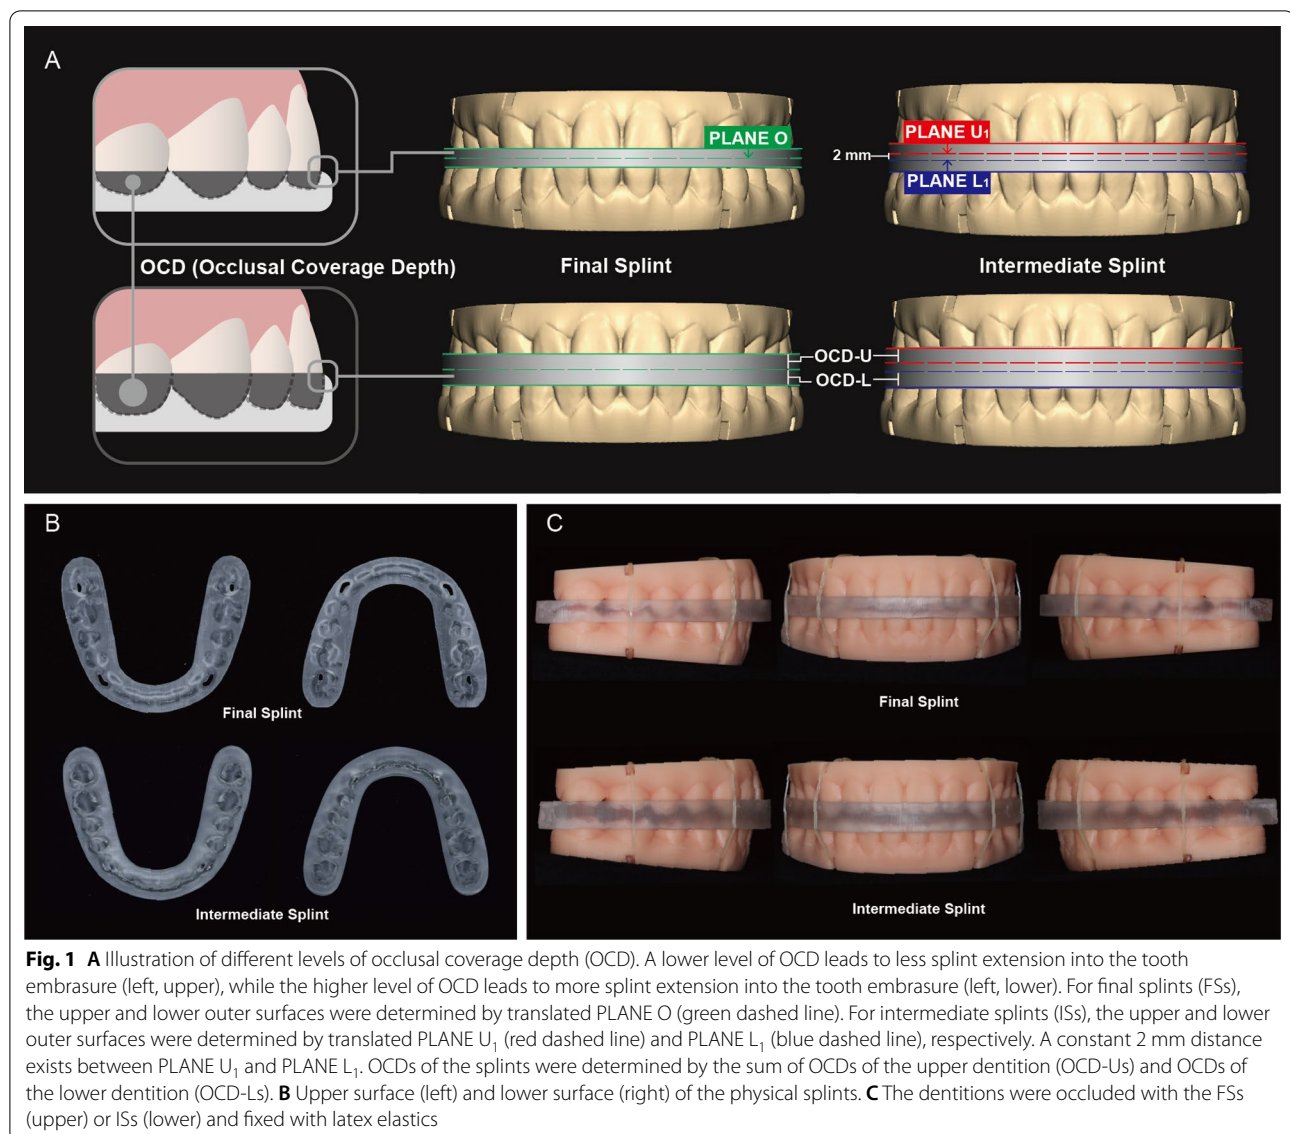 A
PLANE O
PLANE U1
2 mm
PLANE L1
OCD (Occlusal Coverage Depth)
Final Splint
Intermediate Splint
OCD-U
OCD-L
B
Final Splint
Intermediate Splint
C
Final Splint
Intermediate Splint
Fig. 1 A Illustration of different levels of occlusal coverage depth (OCD). A lower level of OCD leads to less splint extension into the tooth
embrasure (left, upper), while the higher level of OCD leads to more splint extension into the tooth embrasure (left, lower). For final splints (FSs),
the upper and lower outer surfaces were determined by translated PLANE O (green dashed line). For intermediate splints (ISs), the upper and lower
outer surfaces were determined by translated PLANE U1 (red dashed line) and PLANE L1 (blue dashed line), respectively. A constant 2 mm distance
exists between PLANE U1 and PLANE L1. OCDs of the splints were determined by the sum of OCDs of the upper dentition (OCD-Us) and OCDs of
the lower dentition (OCD-Ls). B Upper surface (left) and lower surface (right) of the physical splints. C The dentitions were occluded with the FSs
(upper) or ISs (lower) and fixed with latex elastics